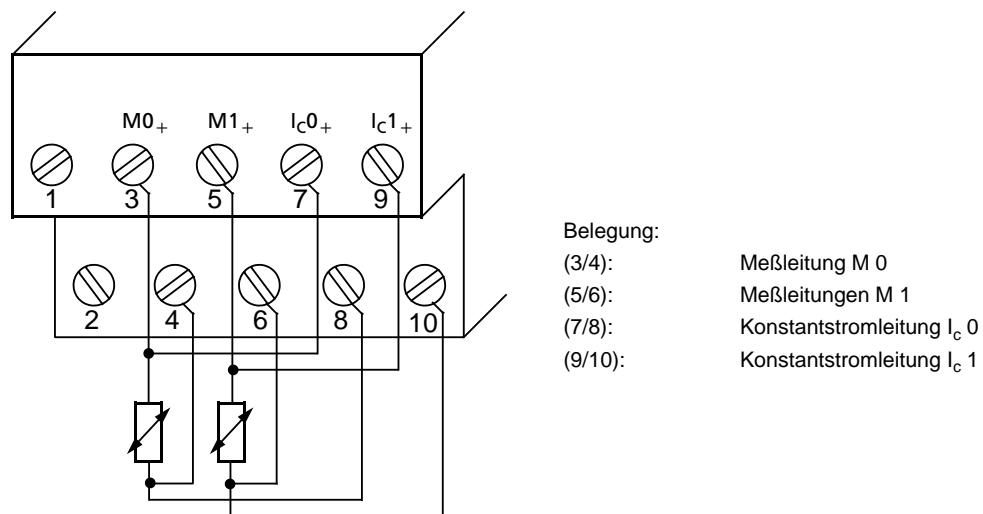 M0+ M1+ IC0+ IC1+
1 3 5 7 9
2 4 6 8 10
Belegung:
(3/4): Meßleitung M 0
(5/6): Meßleitungen M 1
(7/8): Konstantstromleitung Ic 0
(9/10): Konstantstromleitung Ic 1